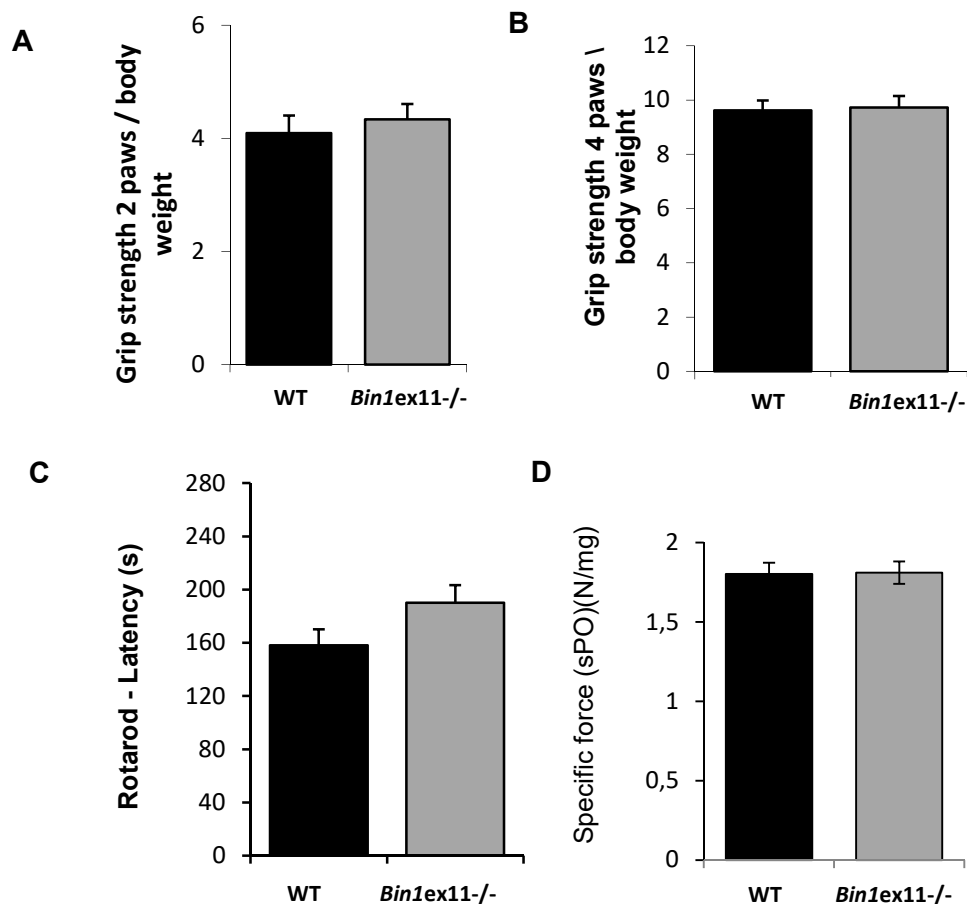 A
Grip strength 2 paws / body
weight
6
4
2
0
WT
Bin1ex11-/-
B
Grip strength 4 paws \
body weight
12
10
8
6
4
2
0
WT
Bin1ex11-/-
C
Rotarod - Latency (s)
280
240
200
160
120
80
40
0
WT
Bin1ex11-/-
D
Specific force (sPO)(N/mg)
2
1,5
1
0,5
0
WT
Bin1ex11-/-